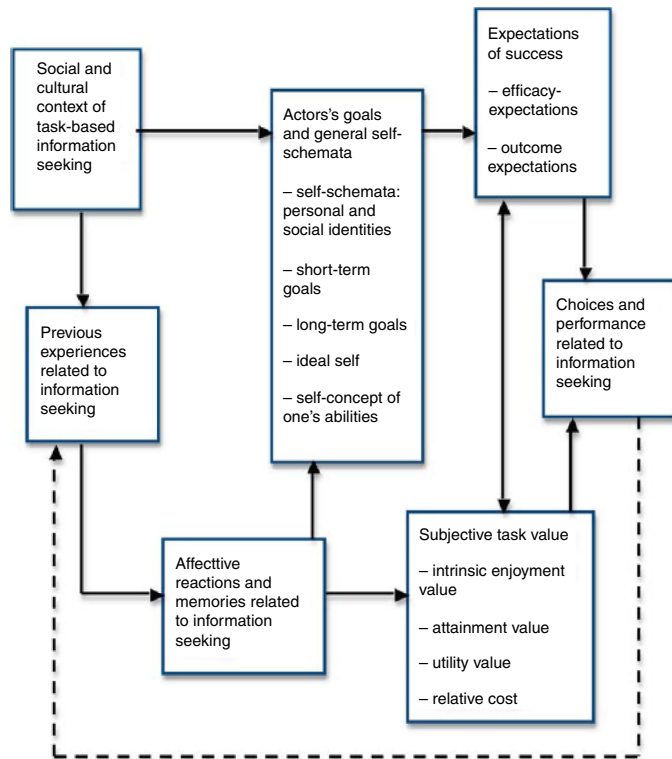 Social and
cultural
context of
task-based
information
seeking
Actors's goals
and general self-
schemata
– self-schemata:
personal and
social identities
– short-term
goals
– long-term goals
– ideal self
– self-concept of
one's abilities
Expectations
of success
– efficacy-
expectations
– outcome
expectations
Previous
experiences
related to
information
seeking
Choices and
performance
related to
information
seeking
Affecttive
reactions and
memories related
to information
seeking
Subjective task value
– intrinsic enjoyment
value
– attainment value
– utility value
– relative cost